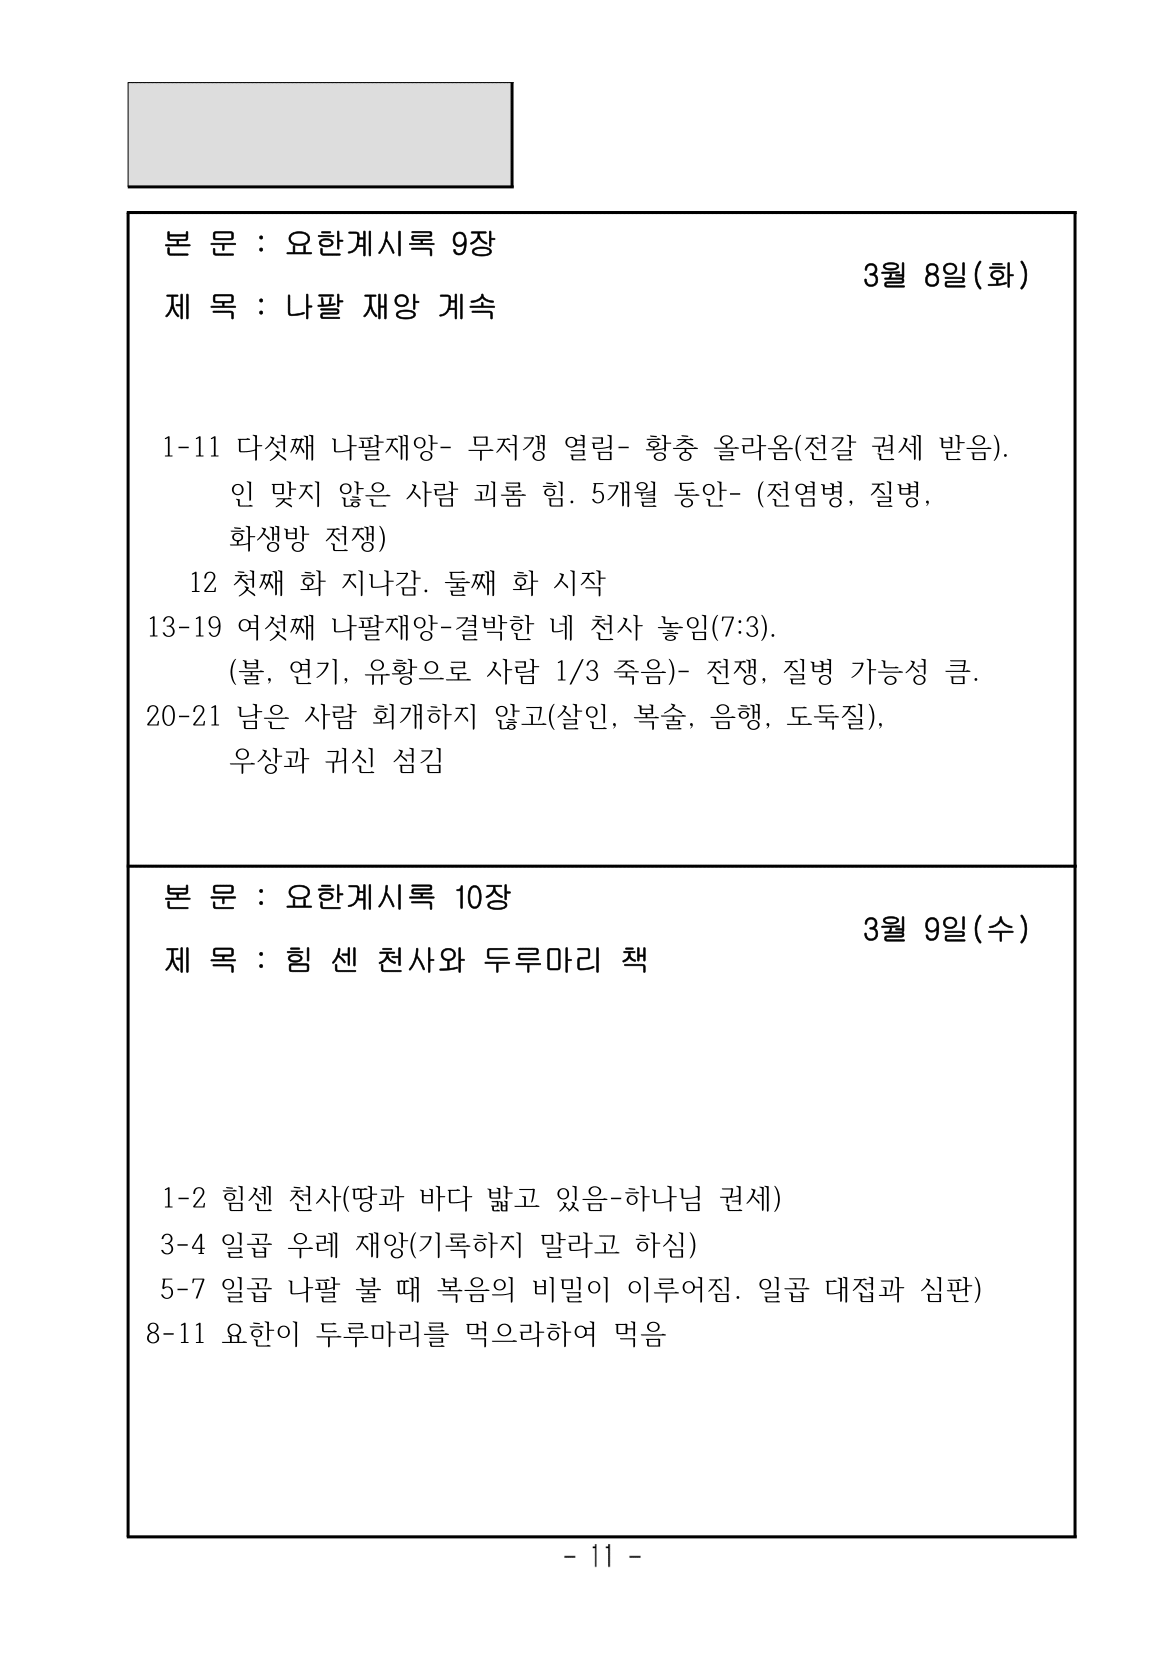 본 문 : 요한계시록 9장
3월 8일(화)
제 목 : 나팔 재앙 계속
1-11 다섯째 나팔재앙- 무저갱 열림- 황충 올라옴(전갈 권세 받음).
인 맞지 않은 사람 괴롬 힘. 5개월 동안- (전염병, 질병,
화생방 전쟁)
12 첫째 화 지나감. 둘째 화 시작
13-19 여섯째 나팔재앙-결박한 네 천사 놓임(7:3).
(불, 연기, 유황으로 사람 1/3 죽음)- 전쟁, 질병 가능성 큼.
20-21 남은 사람 회개하지 않고(살인, 복술, 음행, 도둑질),
우상과 귀신 섬김
본 문 : 요한계시록 10장
3월 9일(수)
제 목 : 힘 센 천사와 두루마리 책
1-2 힘센 천사(땅과 바다 밟고 있음-하나님 권세)
3-4 일곱 우레 재앙(기록하지 말라고 하심)
5-7 일곱 나팔 불 때 복음의 비밀이 이루어짐. 일곱 대접과 심판)
8-11 요한이 두루마리를 먹으라하여 먹음
- 11 -